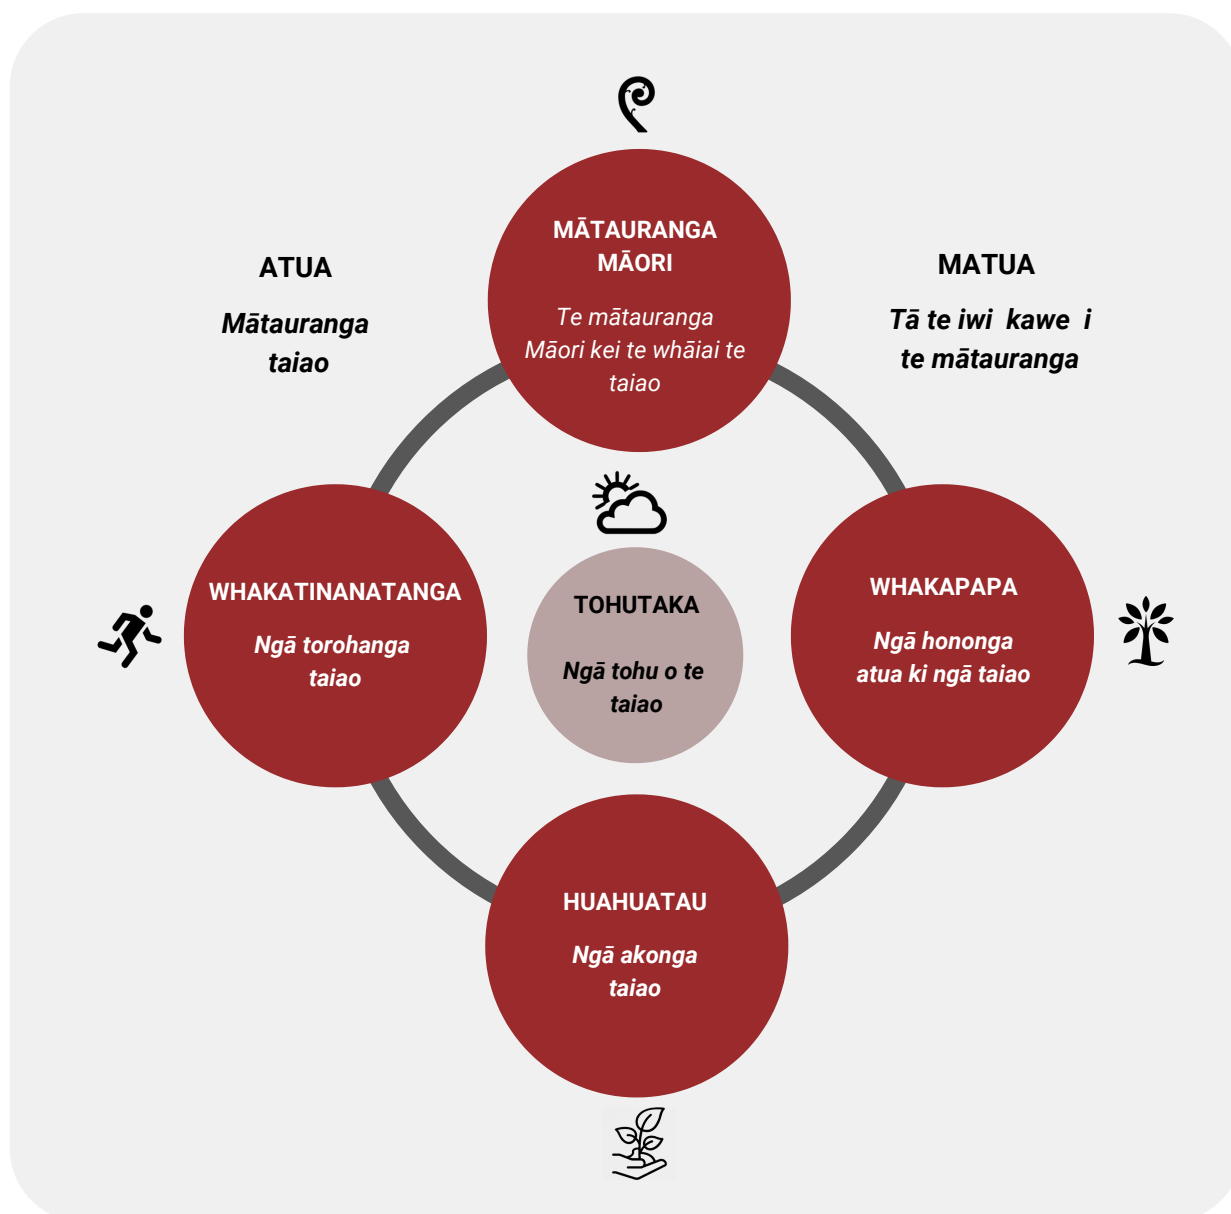 MĀTAURANGA
MĀORI
Te mātauranga
Māori kei te whāiai te
taiao
ATUA
Mātauranga
taiao
MATUA
Tā te iwi kawe i
te mātauranga
WHAKATINANATANGA
Ngā torohanga
taiao
TOHUTAKA
Ngā tohu o te
taiao
WHAKAPAPA
Ngā hononga
atua ki ngā taiao
HUAHUATAU
Ngā akonga
taiao